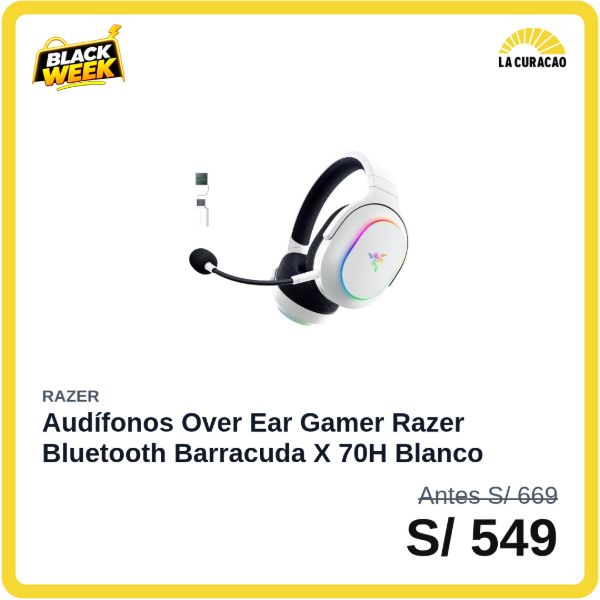 BLACK
WEEK
LA CURACAO
RAZER
Audífonos Over Ear Gamer Razer
Bluetooth Barracuda X 70H Blanco
Antes S/ 669
S/ 549